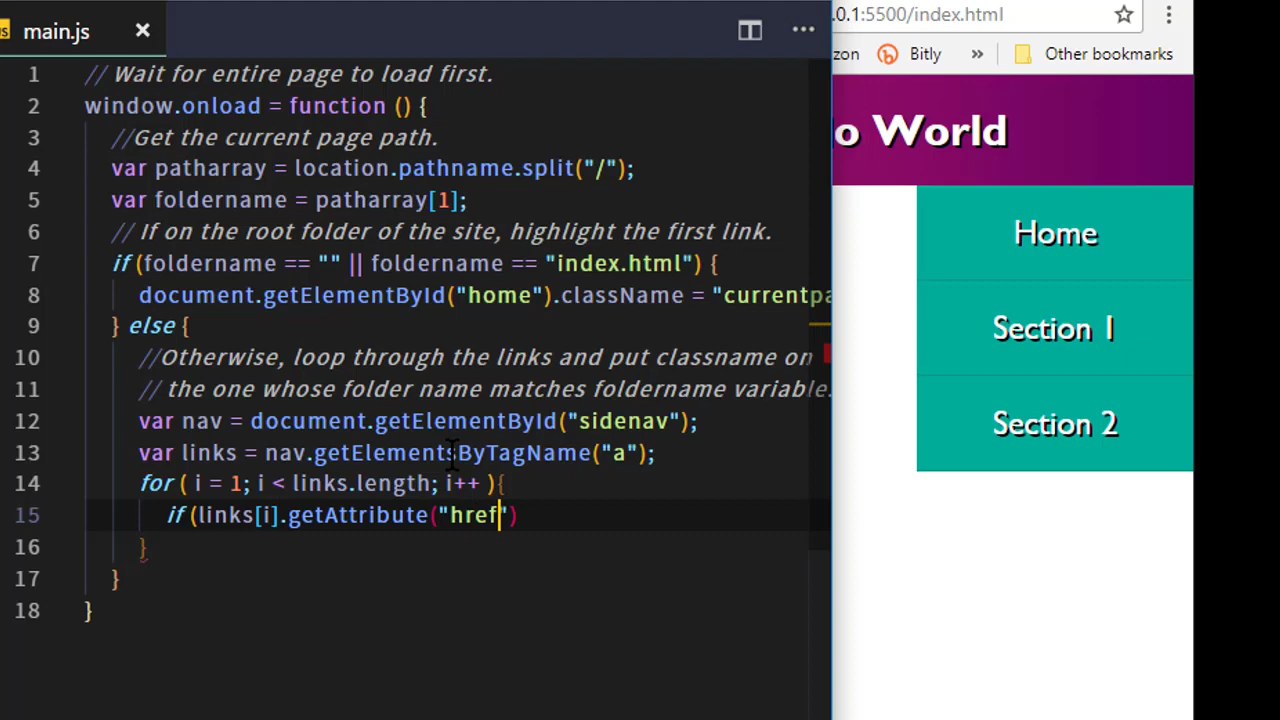 main.js
1 // Wait for entire page to load first.
2 window.onload = function () {
3 //Get the current page path.
4 var patharray = location.pathname.split("/");
5 var foldername = patharray[1];
6 // If on the root folder of the site, highlight the first link.
7 if (foldername == "" || foldername == "index.html") {
8 document.getElementById("home").className = "currentpa
9 } else {
10 //Otherwise, loop through the links and put classname on
11 // the one whose folder name matches foldername variable.
12 var nav = document.getElementById("sidenav");
13 var links = nav.getElementsByTagName("a");
14 for ( i = 1; i < links.length; i++ ){
15 if (links[i].getAttribute("href")
16 }
17 }
18 }
.0.1:5500/index.html
zon Bitly » Other bookmarks
o World
Home
Section 1
Section 2